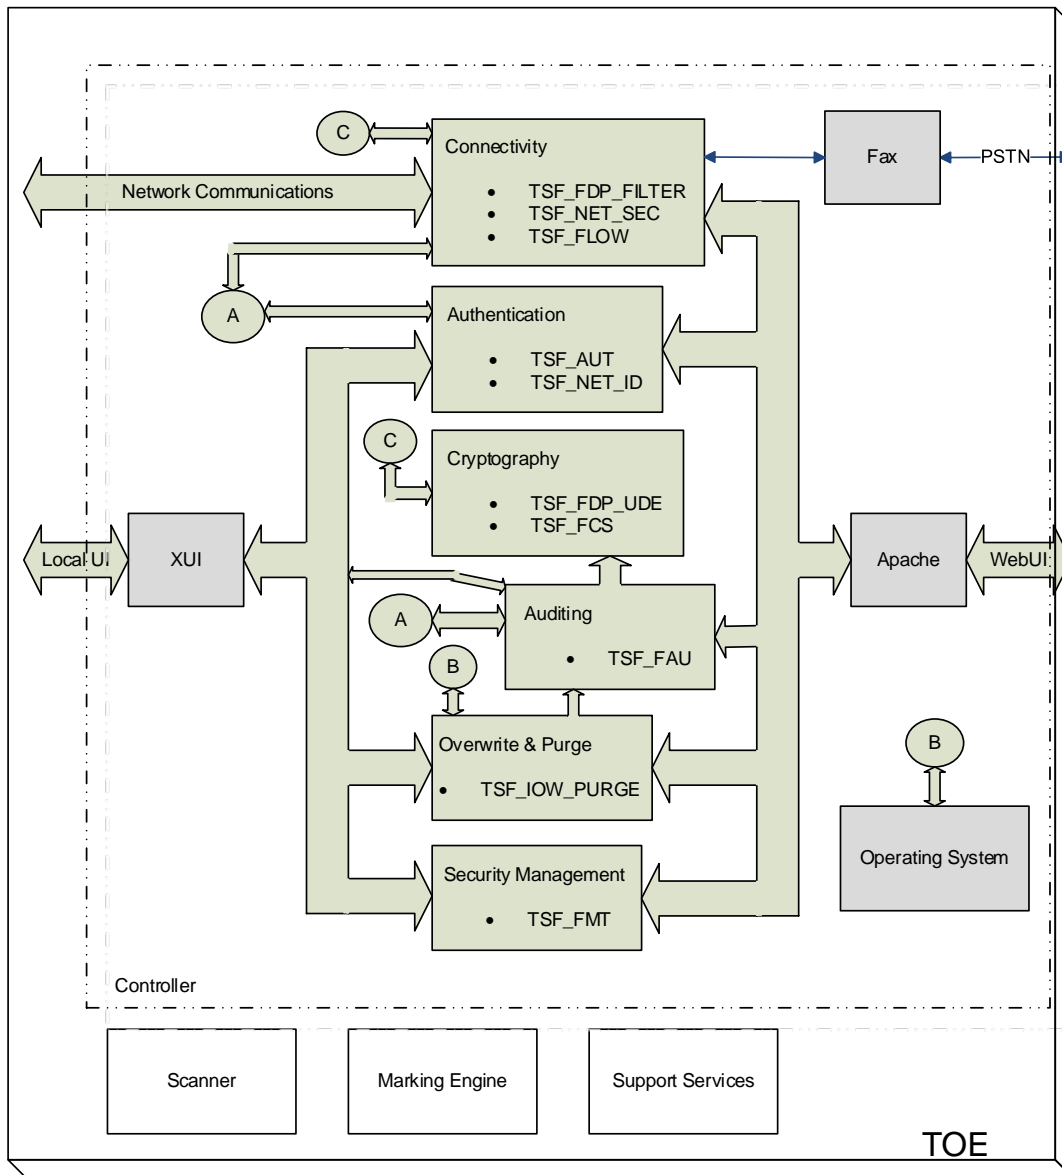 C
Connectivity
• TSF_FDP_FILTER
• TSF_NET_SEC
• TSF_FLOW
Fax
PSTN
Network Communications
A
Authentication
• TSF_AUT
• TSF_NET_ID
C
Cryptography
• TSF_FDP_UDE
• TSF_FCS
Local UI
XUI
Apache
WebUI
A
Auditing
• TSF_FAU
B
Overwrite & Purge
• TSF_IOW_PURGE
B
Operating System
Security Management
• TSF_FMT
Controller
Scanner
Marking Engine
Support Services
TOE